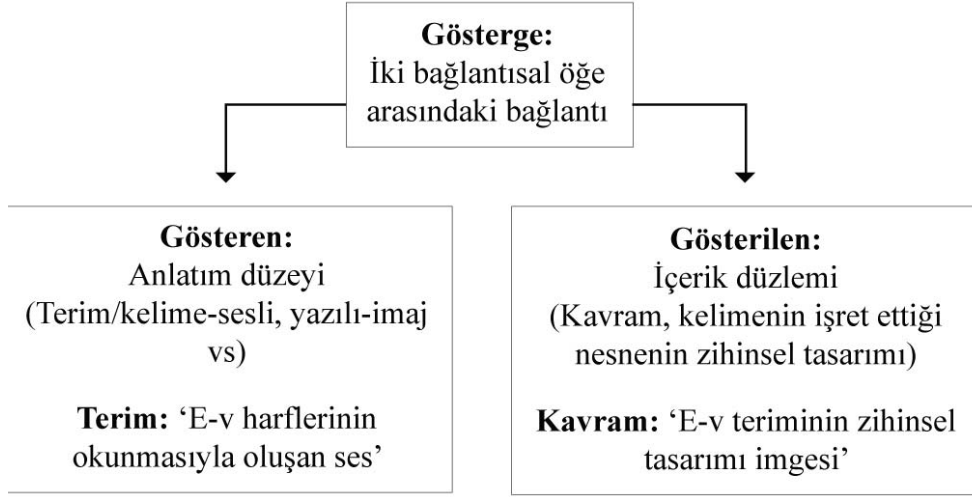 Gösterge:
İki bağlantısal öğe
arasındaki bağlantı
Gösteren:
Anlatım düzeyi
(Terim/kelime-sesli, yazılı-imaj
vs)
Terim: ‘E-v harflerinin
okunmasıyla oluşan ses’
Gösterilen:
İçerik düzlemi
(Kavram, kelimenin işret ettiği
nesnenin zihinsel tasarımı)
Kavram: ‘E-v teriminin zihinsel
tasarımı imgesi’